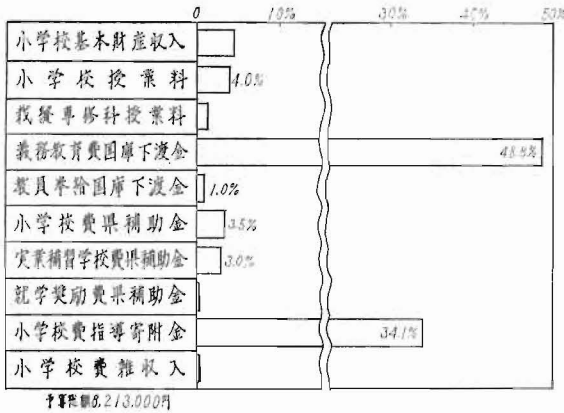 0 10% 30% 40% 50%
小学校基本財産収入
小学校授業料 4.0%
裁縫専修科授業料
義務教育費国庫下渡金 48.8%
教員俸給国庫下渡金 1.0%
小学校費県補助金 3.5%
実業補習学校費県補助金 3.0%
就学奨励費県補助金
小学校費指導寄附金 34.1%
小学校費雑収入
予算総額8,213,000円